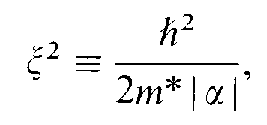 ξ² ≡ ℏ² / 2m* | α | ,